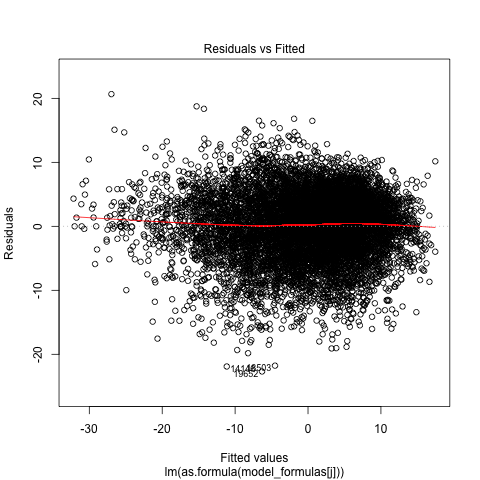 Residuals vs Fitted
Residuals
20
10
0
-10
-20
19652
-30 -20 -10 0 10
Fitted values
lm(as.formula(model_formulas[j]))